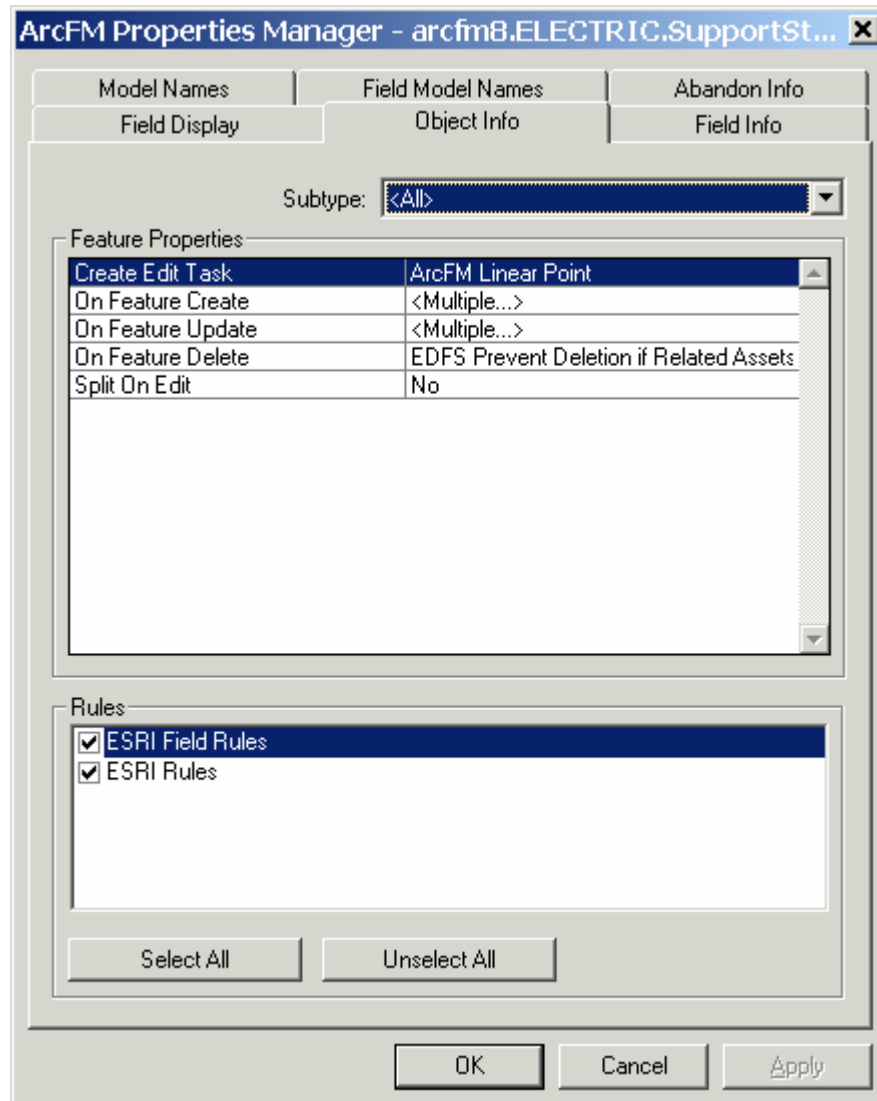 ArcFM Properties Manager - arcfm8.ELECTRIC.SupportSt...
Model Names Field Model Names Abandon Info
Field Display Object Info Field Info
Subtype: <All>
Feature Properties
Create Edit Task ArcFM Linear Point
On Feature Create <Multiple...>
On Feature Update <Multiple...>
On Feature Delete EDFS Prevent Deletion if Related Assets
Split On Edit No
Rules
ESRI Field Rules
ESRI Rules
Select All Unselect All
OK Cancel Apply